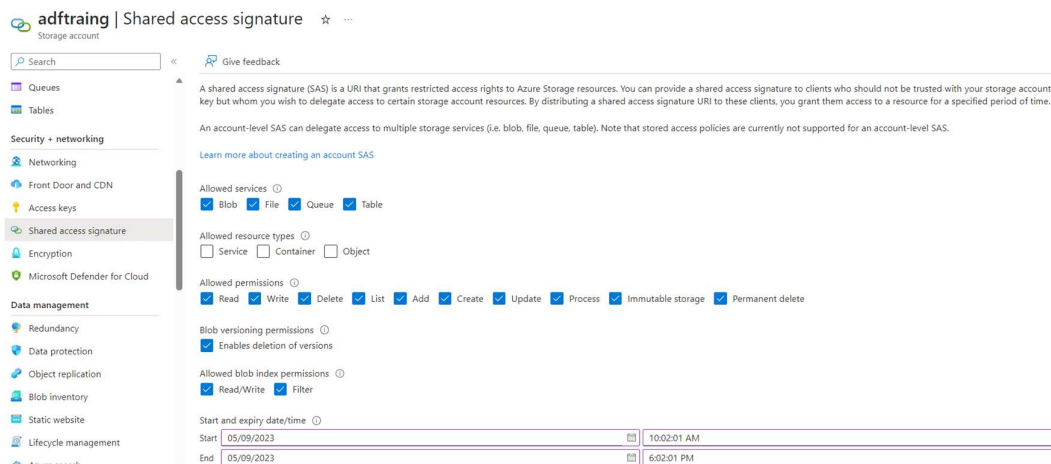 adftraing | Shared access signature
Storage account
Search
Give feedback
Queues
Tables
Security + networking
Networking
Front Door and CDN
Access keys
Shared access signature
Encryption
Microsoft Defender for Cloud
Data management
Redundancy
Data protection
Object replication
Blob inventory
Static website
Lifecycle management
A shared access signature (SAS) is a URI that grants restricted access rights to Azure Storage resources. You can provide a shared access signature to clients who should not be trusted with your storage account
key but whom you wish to delegate access to certain storage account resources. By distributing a shared access signature URI to these clients, you grant them access to a resource for a specified period of time.
An account-level SAS can delegate access to multiple storage services (i.e. blob, file, queue, table). Note that stored access policies are currently not supported for an account-level SAS.
Learn more about creating an account SAS
Allowed services
Blob File Queue Table
Allowed resource types
Service Container Object
Allowed permissions
Read Write Delete List Add Create Update Process Immutable storage Permanent delete
Blob versioning permissions
Enables deletion of versions
Allowed blob index permissions
Read/Write Filter
Start and expiry date/time
Start 05/09/2023 10:02:01 AM
End 05/09/2023 6:02:01 PM